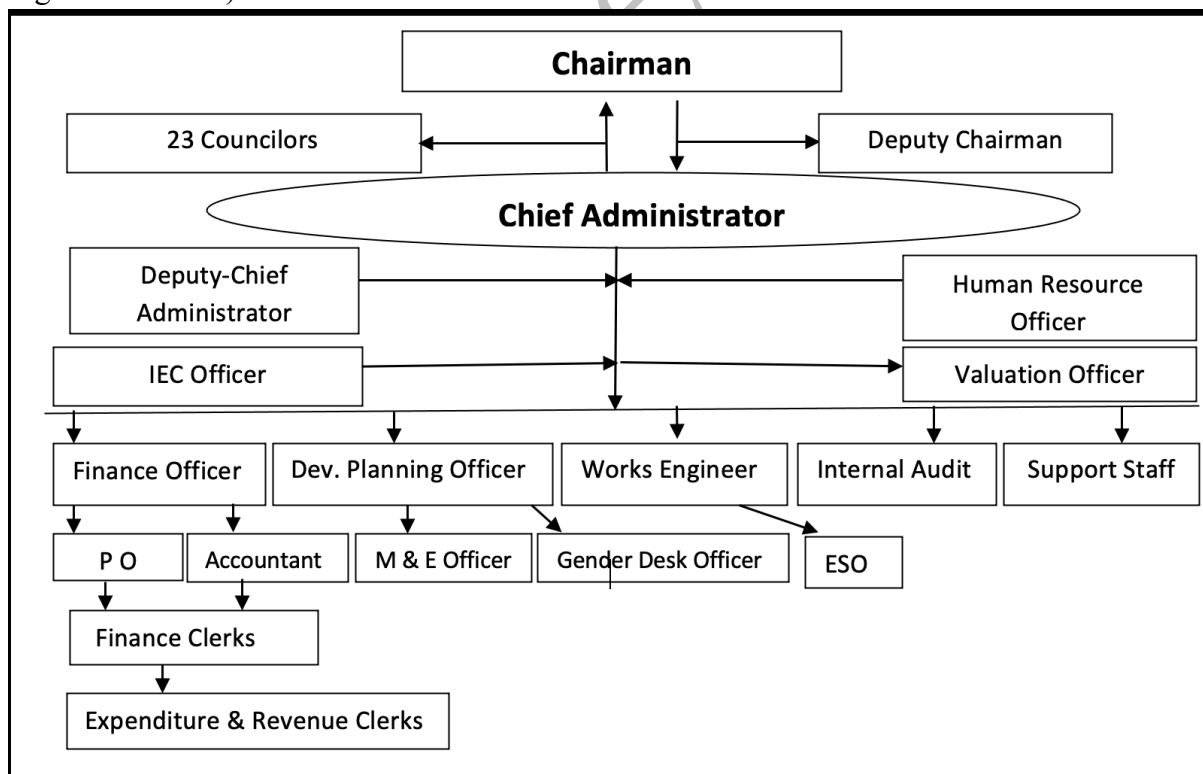 Chairman
23 Councilors
Deputy Chairman
Chief Administrator
Deputy-Chief
Administrator
Human Resource
Officer
IEC Officer
Valuation Officer
Finance Officer
Dev. Planning Officer
Works Engineer
Internal Audit
Support Staff
P O
Accountant
M & E Officer
Gender Desk Officer
ESO
Finance Clerks
Expenditure & Revenue Clerks